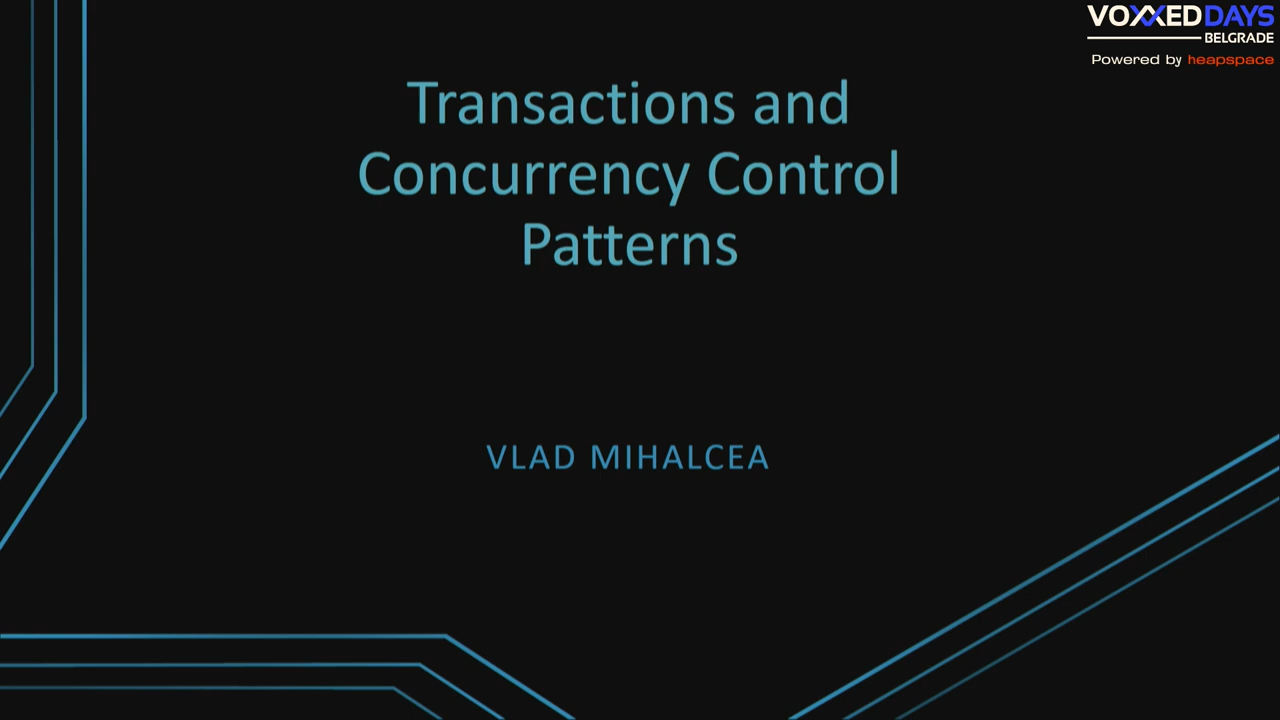 VOXXEDDAYS
BELGRADE
Powered by heapspace
Transactions and
Concurrency Control
Patterns
VLAD MIHALCEA